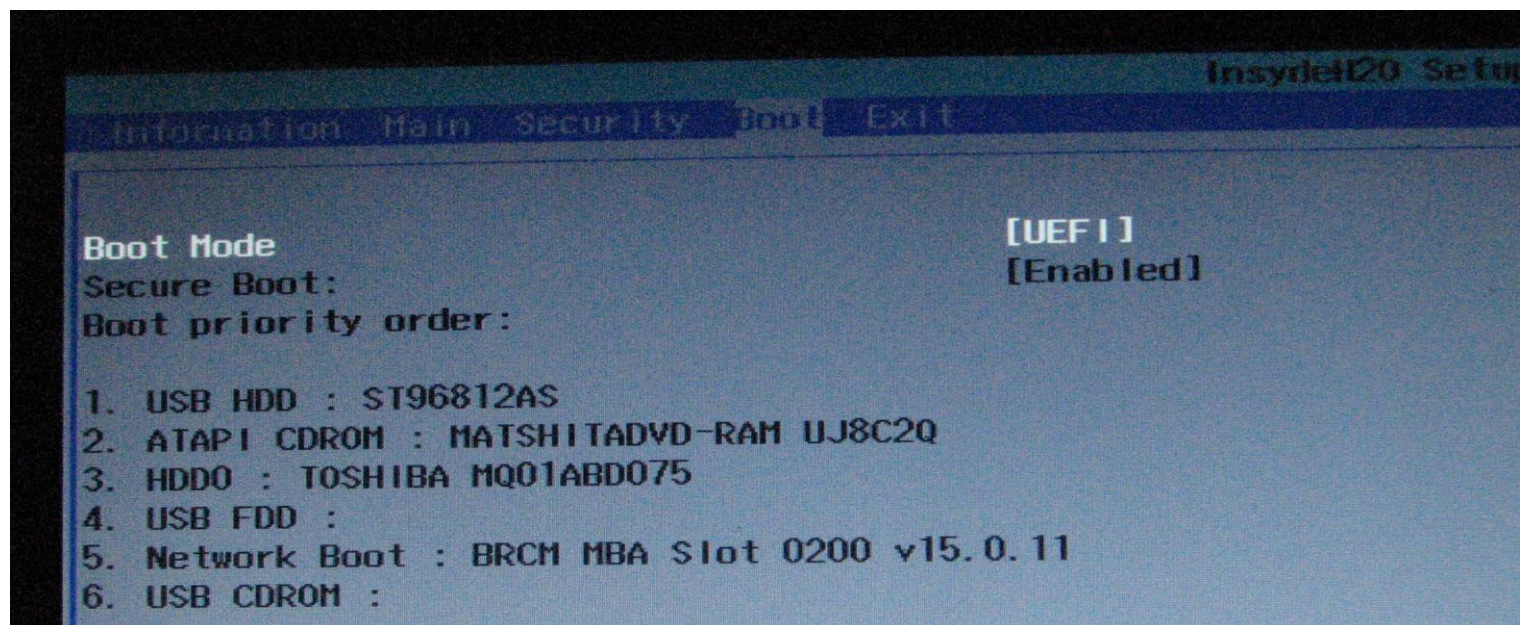 InsydeH20 Setup
Information Main Security Boot Exit
Boot Mode [UEFI]
Secure Boot: [Enabled]
Boot priority order:
1. USB HDD : ST96812AS
2. ATAPI CDROM : MATSHITADVD-RAM UJ8C2Q
3. HDD0 : TOSHIBA MQ01ABD075
4. USB FDD :
5. Network Boot : BRCM MBA Slot 0200 v15.0.11
6. USB CDROM :